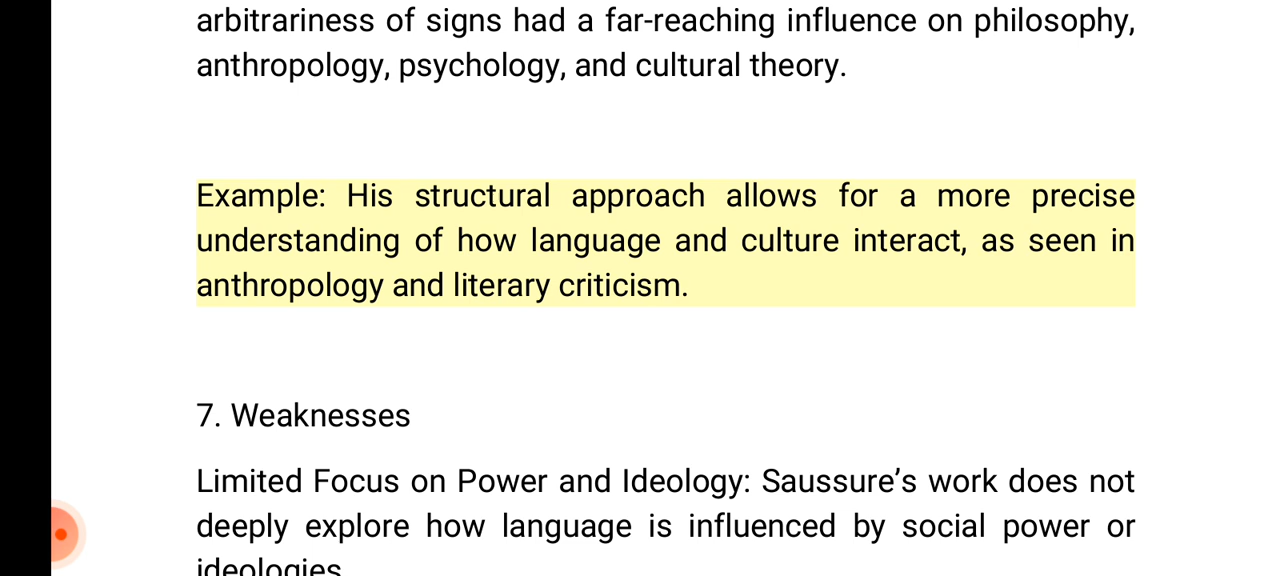 arbitrariness of signs had a far-reaching influence on philosophy,
anthropology, psychology, and cultural theory.
Example: His structural approach allows for a more precise
understanding of how language and culture interact, as seen in
anthropology and literary criticism.
7. Weaknesses
Limited Focus on Power and Ideology: Saussure’s work does not
deeply explore how language is influenced by social power or
ideologies.